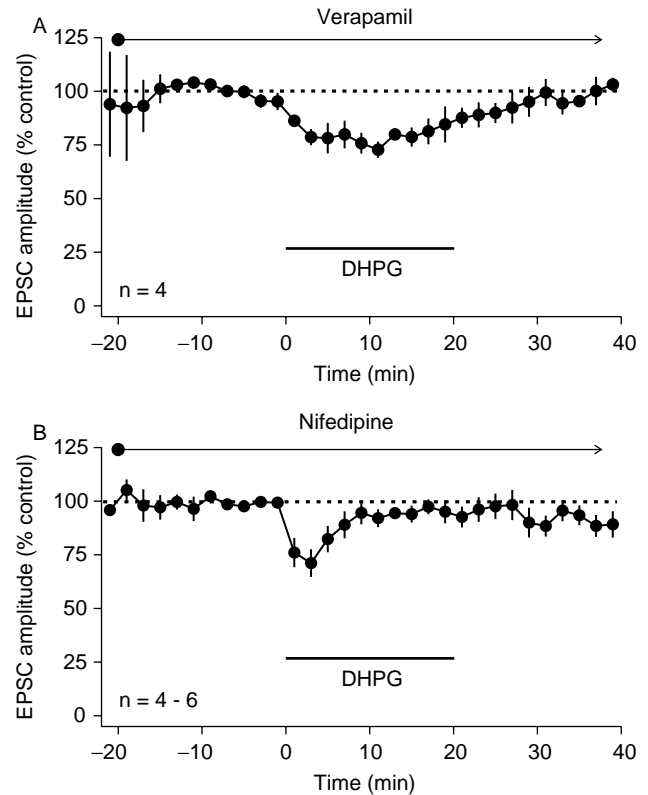 A
Verapamil
EPSC amplitude (% control)
125
100
75
50
25
0
DHPG
n = 4
−20 −10 0 10 20 30 40
Time (min)
B
Nifedipine
EPSC amplitude (% control)
125
100
75
50
25
0
DHPG
n = 4 - 6
−20 −10 0 10 20 30 40
Time (min)